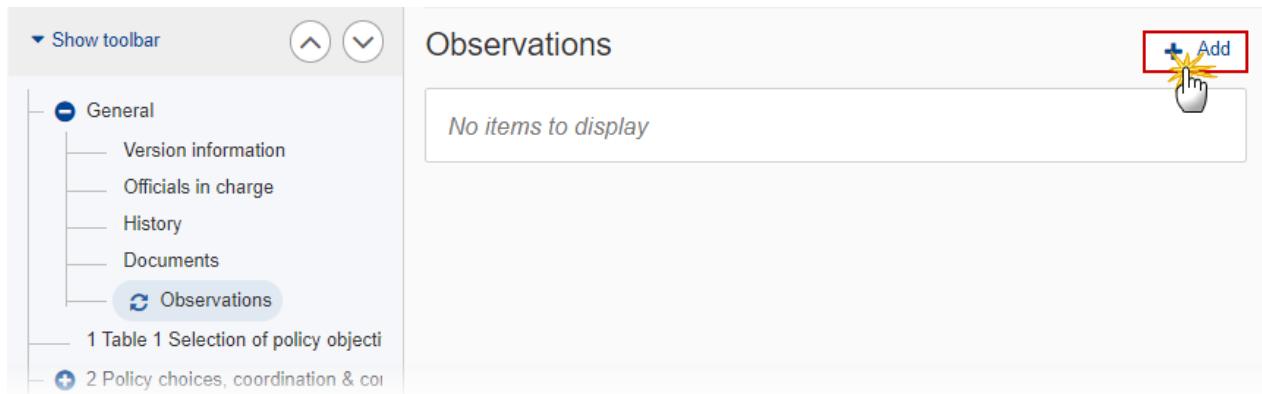 Show toolbar
General
Version information
Officials in charge
History
Documents
Observations
1 Table 1 Selection of policy objecti
2 Policy choices, coordination &
Observations
Add
No items to display